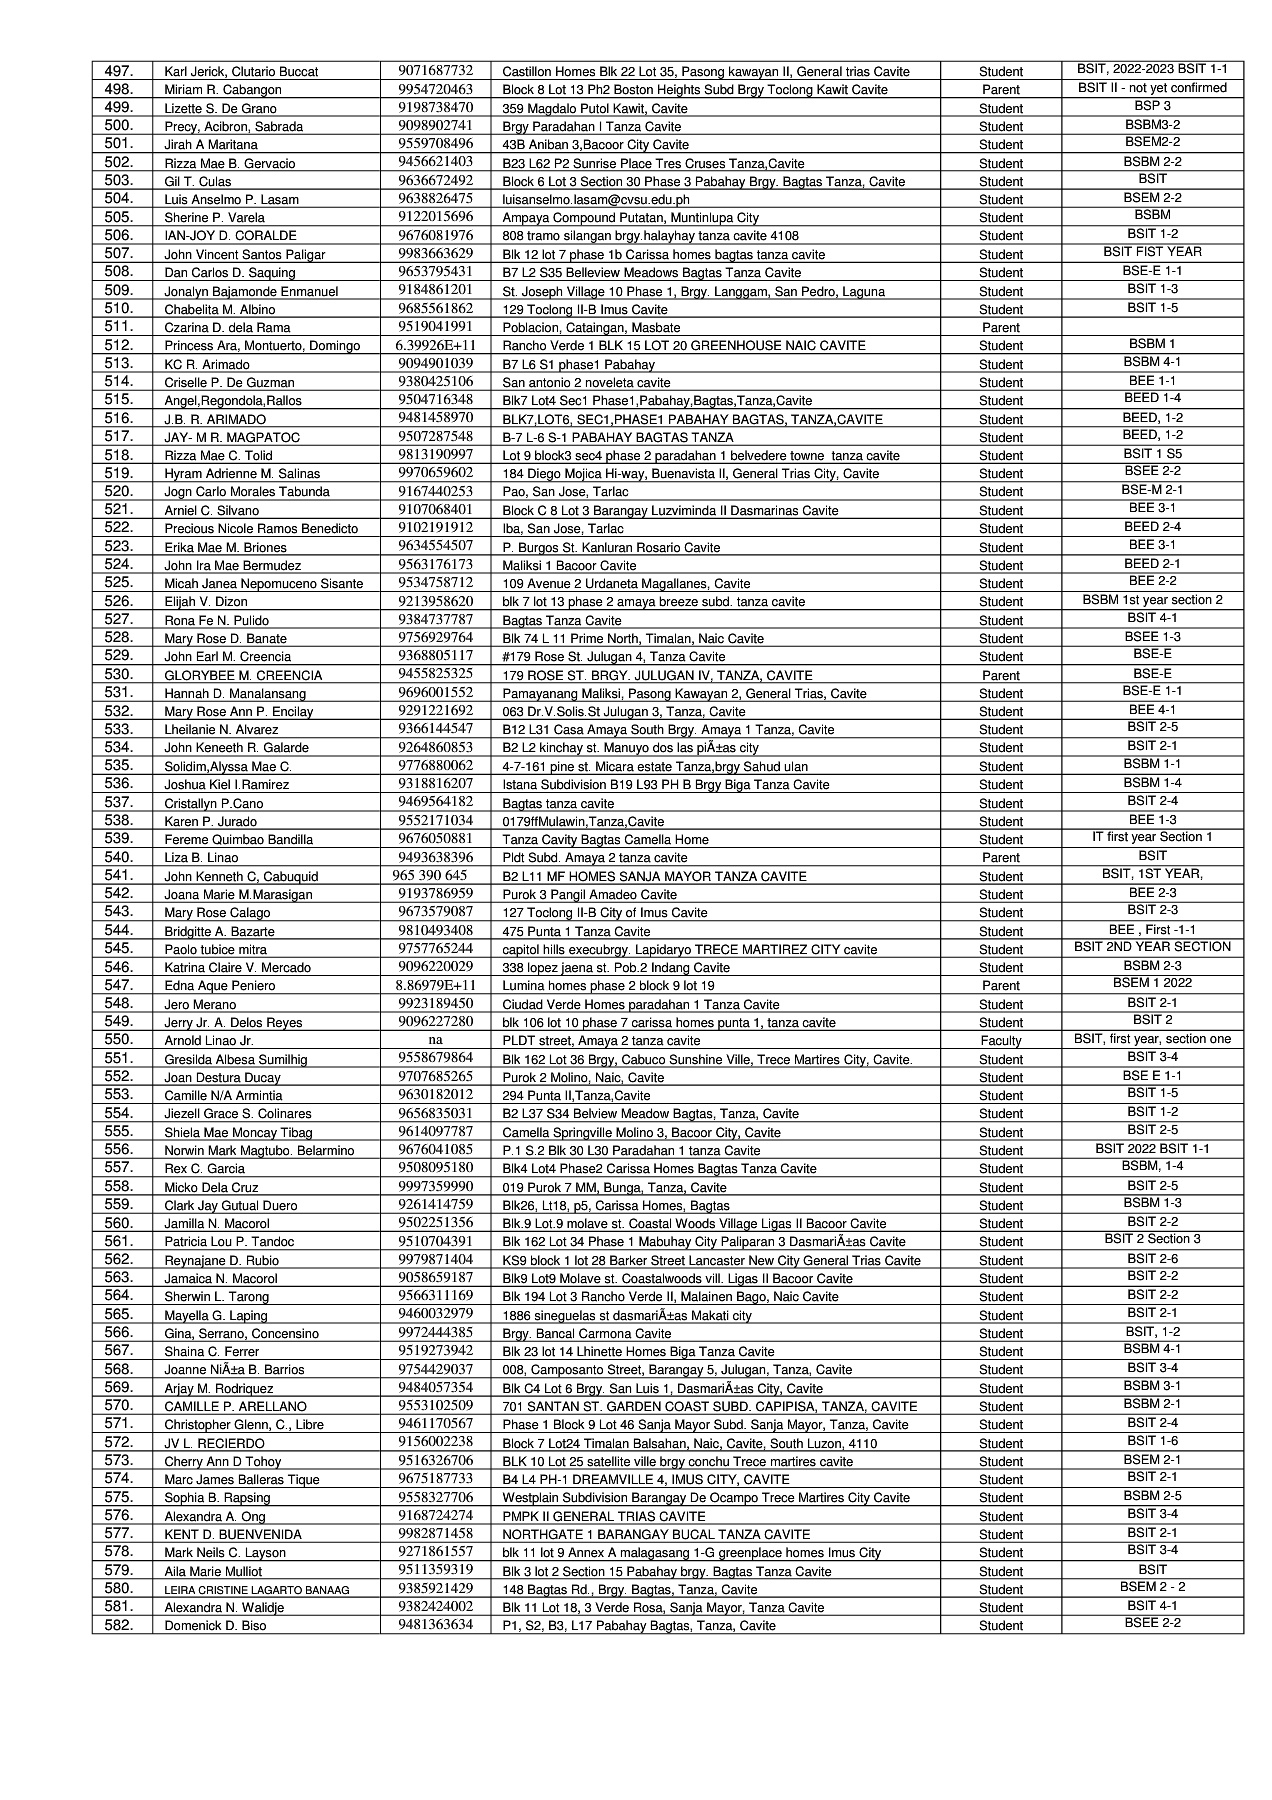 497. Karl Jerick, Clutario Buccat 9071687732 Castillon Homes Blk 22 Lot 35, Pasong kawayan II, General trias Cavite Student BSIT, 2022-2023 BSIT 1-1
498. Miriam R. Cabangon 9954720463 Block 8 Lot 13 Ph2 Boston Heights Subd Brgy Toclong Kawit Cavite Parent BSIT II - not yet confirmed
499. Lizette S. De Grano 9198738470 359 Magdalo Putol Kawit, Cavite Student BSP 3
500. Precy, Acibron, Sabrada 9098902741 Brgy Paradahan I Tanza Cavite Student BSBM3-2
501. Jirah A Maritana 9559708496 43B Aniban 3,Bacoor City Cavite Student BSEM2-2
502. Rizza Mae B. Gervacio 9456621403 B23 L62 P2 Sunrise Place Tres Cruses Tanza,Cavite Student BSBM 2-2
503. Gil T. Culas 9636672492 Block 6 Lot 3 Section 30 Phase 3 Pabahay Brgy. Bagtas Tanza, Cavite Student BSIT
504. Luis Anselmo P. Lasam 9638826475 luisanselmo.lasam@cvsu.edu.ph Student BSEM 2-2
505. Sherine P. Varela 9122015696 Ampaya Compound Putatan, Muntinlupa City Student BSBM
506. IAN-JOY D. CORALDE 9676081976 808 tramo silangan brgy.halayhay tanza cavite 4108 Student BSIT 1-2
507. John Vincent Santos Paligar 9983663629 Blk 12 lot 7 phase 1b Carissa homes bagtas tanza cavite Student BSIT FIST YEAR
508. Dan Carlos D. Saquing 9653795431 B7 L2 S35 Belleview Meadows Bagtas Tanza Cavite Student BSE-E 1-1
509. Jonalyn Bajamonde Enmanuel 9184861201 St. Joseph Village 10 Phase 1, Brgy. Langgam, San Pedro, Laguna Student BSIT 1-3
510. Chabelita M. Albino 9685561862 129 Toclong II-B Imus Cavite Student BSIT 1-5
511. Czarina D. dela Rama 9519041991 Poblacion, Cataingan, Masbate Parent
512. Princess Ara, Montuerto, Domingo 6.39926E+11 Rancho Verde 1 BLK 15 LOT 20 GREENHOUSE NAIC CAVITE Student BSBM 1
513. KC R. Arimado 9094901039 B7 L6 S1 phase1 Pabahay Student BSBM 4-1
514. Criselle P. De Guzman 9380425106 San antonio 2 noveleta cavite Student BEE 1-1
515. Angel,Regondola,Rallos 9504716348 Blk7 Lot4 Sec1 Phase1,Pabahay,Bagtas,Tanza,Cavite Student BEED 1-4
516. J.B. R. ARIMADO 9481458970 BLK7,LOT6, SEC1,PHASE1 PABAHAY BAGTAS, TANZA,CAVITE Student BEED, 1-2
517. JAY- M R. MAGPATOC 9507287548 B-7 L-6 S-1 PABAHAY BAGTAS TANZA Student BEED, 1-2
518. Rizza Mae C. Tolid 9813190997 Lot 9 block3 sec4 phase 2 paradahan 1 belvedere towne tanza cavite Student BSIT 1 S5
519. Hyram Adrienne M. Salinas 9970659602 184 Diego Mojica Hi-way, Buenavista II, General Trias City, Cavite Student BSEE 2-2
520. Jogn Carlo Morales Tabunda 9167440253 Pao, San Jose, Tarlac Student BSE-M 2-1
521. Arniel C. Silvano 9107068401 Block C 8 Lot 3 Barangay Luzviminda II Dasmarinas Cavite Student BEE 3-1
522. Precious Nicole Ramos Benedicto 9102191912 Iba, San Jose, Tarlac Student BEED 2-4
523. Erika Mae M. Briones 9634554507 P. Burgos St. Kanluran Rosario Cavite Student BEE 3-1
524. John Ira Mae Bermudez 9563176173 Maliksi 1 Bacoor Cavite Student BEED 2-1
525. Micah Janea Nepomuceno Sisante 9534758712 109 Avenue 2 Urdaneta Magallanes, Cavite Student BEE 2-2
526. Elijah V. Dizon 9213958620 blk 7 lot 13 phase 2 amaya breeze subd. tanza cavite Student BSBM 1st year section 2
527. Rona Fe N. Pulido 9384737787 Bagtas Tanza Cavite Student BSIT 4-1
528. Mary Rose D. Banate 9756929764 Blk 74 L 11 Prime North, Timalan, Naic Cavite Student BSEE 1-3
529. John Earl M. Creencia 9368805117 #179 Rose St. Julugan 4, Tanza Cavite Student BSE-E
530. GLORYBEE M. CREENCIA 9455825325 179 ROSE ST. BRGY. JULUGAN IV, TANZA, CAVITE Parent BSE-E
531. Hannah D. Manalansang 9696001552 Pamayanang Maliksi, Pasong Kawayan 2, General Trias, Cavite Student BSE-E 1-1
532. Mary Rose Ann P. Encilay 9291221692 063 Dr.V.Solis.St Julugan 3, Tanza, Cavite Student BEE 4-1
533. Lheilanie N. Alvarez 9366144547 B12 L31 Casa Amaya South Brgy. Amaya 1 Tanza, Cavite Student BSIT 2-5
534. John Keneeth R. Galarde 9264860853 B2 L2 kinchay st. Manuyo dos las piÃ±as city Student BSIT 2-1
535. Solidim,Alyssa Mae C. 9776880062 4-7-161 pine st. Micara estate Tanza,brgy Sahud ulan Student BSBM 1-1
536. Joshua Kiel I.Ramirez 9318816207 Istana Subdivision B19 L93 PH B Brgy Biga Tanza Cavite Student BSBM 1-4
537. Cristallyn P.Cano 9469564182 Bagtas tanza cavite Student BSIT 2-4
538. Karen P. Jurado 9552171034 0179ffMulawin,Tanza,Cavite Student BEE 1-3
539. Fereme Quimbao Bandilla 9676050881 Tanza Cavity Bagtas Camella Home Student IT first year Section 1
540. Liza B. Linao 9493638396 Pldt Subd. Amaya 2 tanza cavite Parent BSIT
541. John Kenneth C, Cabuquid 965 390 645 B2 L11 MF HOMES SANJA MAYOR TANZA CAVITE Student BSIT, 1ST YEAR,
542. Joana Marie M.Marasigan 9193786959 Purok 3 Pangil Amadeo Cavite Student BEE 2-3
543. Mary Rose Calago 9673579087 127 Toclong II-B City of Imus Cavite Student BSIT 2-3
544. Bridgitte A. Bazarte 9810493408 475 Punta 1 Tanza Cavite Student BEE , First -1-1
545. Paolo tubice mitra 9757765244 capitol hills execubrgy. Lapidaryo TRECE MARTIREZ CITY cavite Student BSIT 2ND YEAR SECTION
546. Katrina Claire V. Mercado 9096220029 338 lopez jaena st. Pob.2 Indang Cavite Student BSBM 2-3
547. Edna Aque Peniero 8.86979E+11 Lumina homes phase 2 block 9 lot 19 Parent BSEM 1 2022
548. Jero Merano 9923189450 Ciudad Verde Homes paradahan 1 Tanza Cavite Student BSIT 2-1
549. Jerry Jr. A. Delos Reyes 9096227280 blk 106 lot 10 phase 7 carissa homes punta 1, tanza cavite Student BSIT 2
550. Arnold Linao Jr. na PLDT street, Amaya 2 tanza cavite Faculty BSIT, first year, section one
551. Gresilda Albesa Sumilhig 9558679864 Blk 162 Lot 36 Brgy, Cabuco Sunshine Ville, Trece Martires City, Cavite. Student BSIT 3-4
552. Joan Destura Ducay 9707685265 Purok 2 Molino, Naic, Cavite Student BSE E 1-1
553. Camille N/A Armintia 9630182012 294 Punta II,Tanza,Cavite Student BSIT 1-5
554. Jiezell Grace S. Colinares 9656835031 B2 L37 S34 Belview Meadow Bagtas, Tanza, Cavite Student BSIT 1-2
555. Shiela Mae Moncay Tibag 9614097787 Camella Springville Molino 3, Bacoor City, Cavite Student BSIT 2-5
556. Norwin Mark Magtubo. Belarmino 9676041085 P.1 S.2 Blk 30 L30 Paradahan 1 tanza Cavite Student BSIT 2022 BSIT 1-1
557. Rex C. Garcia 9508095180 Blk4 Lot4 Phase2 Carissa Homes Bagtas Tanza Cavite Student BSBM, 1-4
558. Micko Dela Cruz 9997359990 019 Purok 7 MM, Bunga, Tanza, Cavite Student BSIT 2-5
559. Clark Jay Gutual Duero 9261414759 Blk26, Lt18, p5, Carissa Homes, Bagtas Student BSBM 1-3
560. Jamilla N. Macorol 9502251356 Blk.9 Lot.9 molave st. Coastal Woods Village Ligas II Bacoor Cavite Student BSIT 2-2
561. Patricia Lou P. Tandoc 9510704391 Blk 162 Lot 34 Phase 1 Mabuhay City Paliparan 3 DasmariÃ±as Cavite Student BSIT 2 Section 3
562. Reynajane D. Rubio 9979871404 KS9 block 1 lot 28 Barker Street Lancaster New City General Trias Cavite Student BSIT 2-6
563. Jamaica N. Macorol 9058659187 Blk9 Lot9 Molave st. Coastalwoods vill. Ligas II Bacoor Cavite Student BSIT 2-2
564. Sherwin L. Tarong 9566311169 Blk 194 Lot 3 Rancho Verde II, Malainen Bago, Naic Cavite Student BSIT 2-2
565. Mayella G. Laping 9460032979 1886 sineguelas st dasmariÃ±as Makati city Student BSIT 2-1
566. Gina, Serrano, Concensino 9972444385 Brgy. Bancal Carmona Cavite Student BSIT, 1-2
567. Shaina C. Ferrer 9519273942 Blk 23 lot 14 Lhinette Homes Biga Tanza Cavite Student BSBM 4-1
568. Joanne NiÃ±a B. Barrios 9754429037 008, Camposanto Street, Barangay 5, Julugan, Tanza, Cavite Student BSIT 3-4
569. Arjay M. Rodriquez 9484057354 Blk C4 Lot 6 Brgy. San Luis 1, DasmariÃ±as City, Cavite Student BSBM 3-1
570. CAMILLE P. ARELLANO 9553102509 701 SANTAN ST. GARDEN COAST SUBD. CAPIPISA, TANZA, CAVITE Student BSBM 2-1
571. Christopher Glenn, C., Libre 9461170567 Phase 1 Block 9 Lot 46 Sanja Mayor Subd. Sanja Mayor, Tanza, Cavite Student BSIT 2-4
572. JV L. RECIERDO 9156002238 Block 7 Lot24 Timalan Balsahan, Naic, Cavite, South Luzon, 4110 Student BSIT 1-6
573. Cherry Ann D Tohoy 9516326706 BLK 10 Lot 25 satellite ville brgy conchu Trece martires cavite Student BSEM 2-1
574. Marc James Balleras Tique 9675187733 B4 L4 PH-1 DREAMVILLE 4, IMUS CITY, CAVITE Student BSIT 2-1
575. Sophia B. Rapsing 9558327706 Westplain Subdivision Barangay De Ocampo Trece Martires City Cavite Student BSBM 2-5
576. Alexandra A. Ong 9168724274 PMPK II GENERAL TRIAS CAVITE Student BSIT 3-4
577. KENT D. BUENVENIDA 9982871458 NORTHGATE 1 BARANGAY BUCAL TANZA CAVITE Student BSIT 2-1
578. Mark Neils C. Layson 9271861557 blk 11 lot 9 Annex A malagasang 1-G greenplace homes Imus City Student BSIT 3-4
579. Aila Marie Mulliot 9511359319 Blk 3 lot 2 Section 15 Pabahay brgy. Bagtas Tanza Cavite Student BSIT
580. LEIRA CRISTINE LAGARTO BANAAG 9385921429 148 Bagtas Rd., Brgy. Bagtas, Tanza, Cavite Student BSEM 2 - 2
581. Alexandra N. Walidje 9382424002 Blk 11 Lot 18, 3 Verde Rosa, Sanja Mayor, Tanza Cavite Student BSIT 4-1
582. Domenick D. Biso 9481363634 P1, S2, B3, L17 Pabahay Bagtas, Tanza, Cavite Student BSEE 2-2